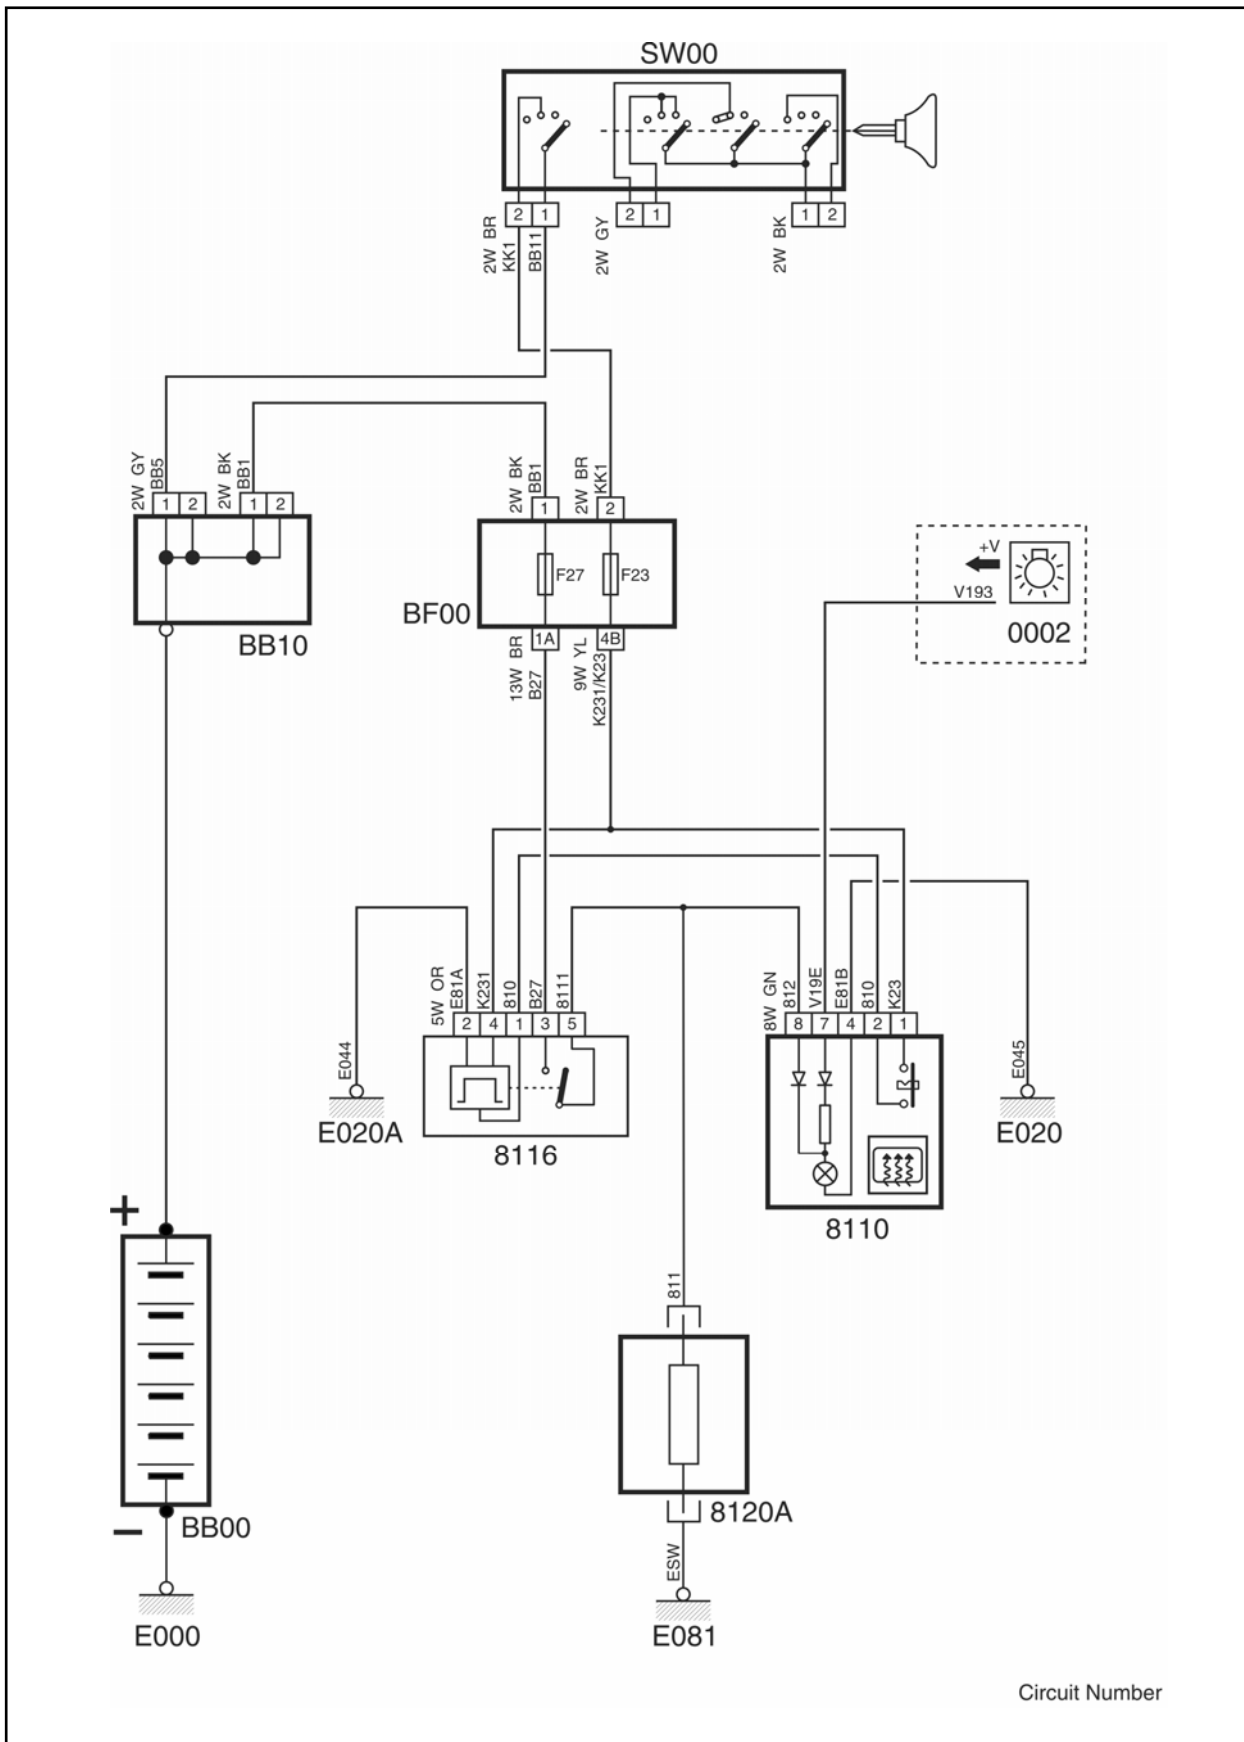 SW00
2 1
2 1
1 2
2W BR
KK1
BB11
2W GY
2W BK
2W GY
BB5
2W BK
BB1
2W BK
BB1
2W BR
KK1
1 2
1 2
1
2
F27
F23
BF00
BB10
1A
4B
13W BR
B27
9W YL
K231/K23
+V
V193
0002
5W OR
E81A
K231
810
B27
8111
8W GN
812
V19E
E81B
810
K23
2 4 1 3 5
8 7 4 2 1
E044
E020A
8116
E045
E020
8110
+
811
8120A
−
BB00
ESW
E000
E081
Circuit Number